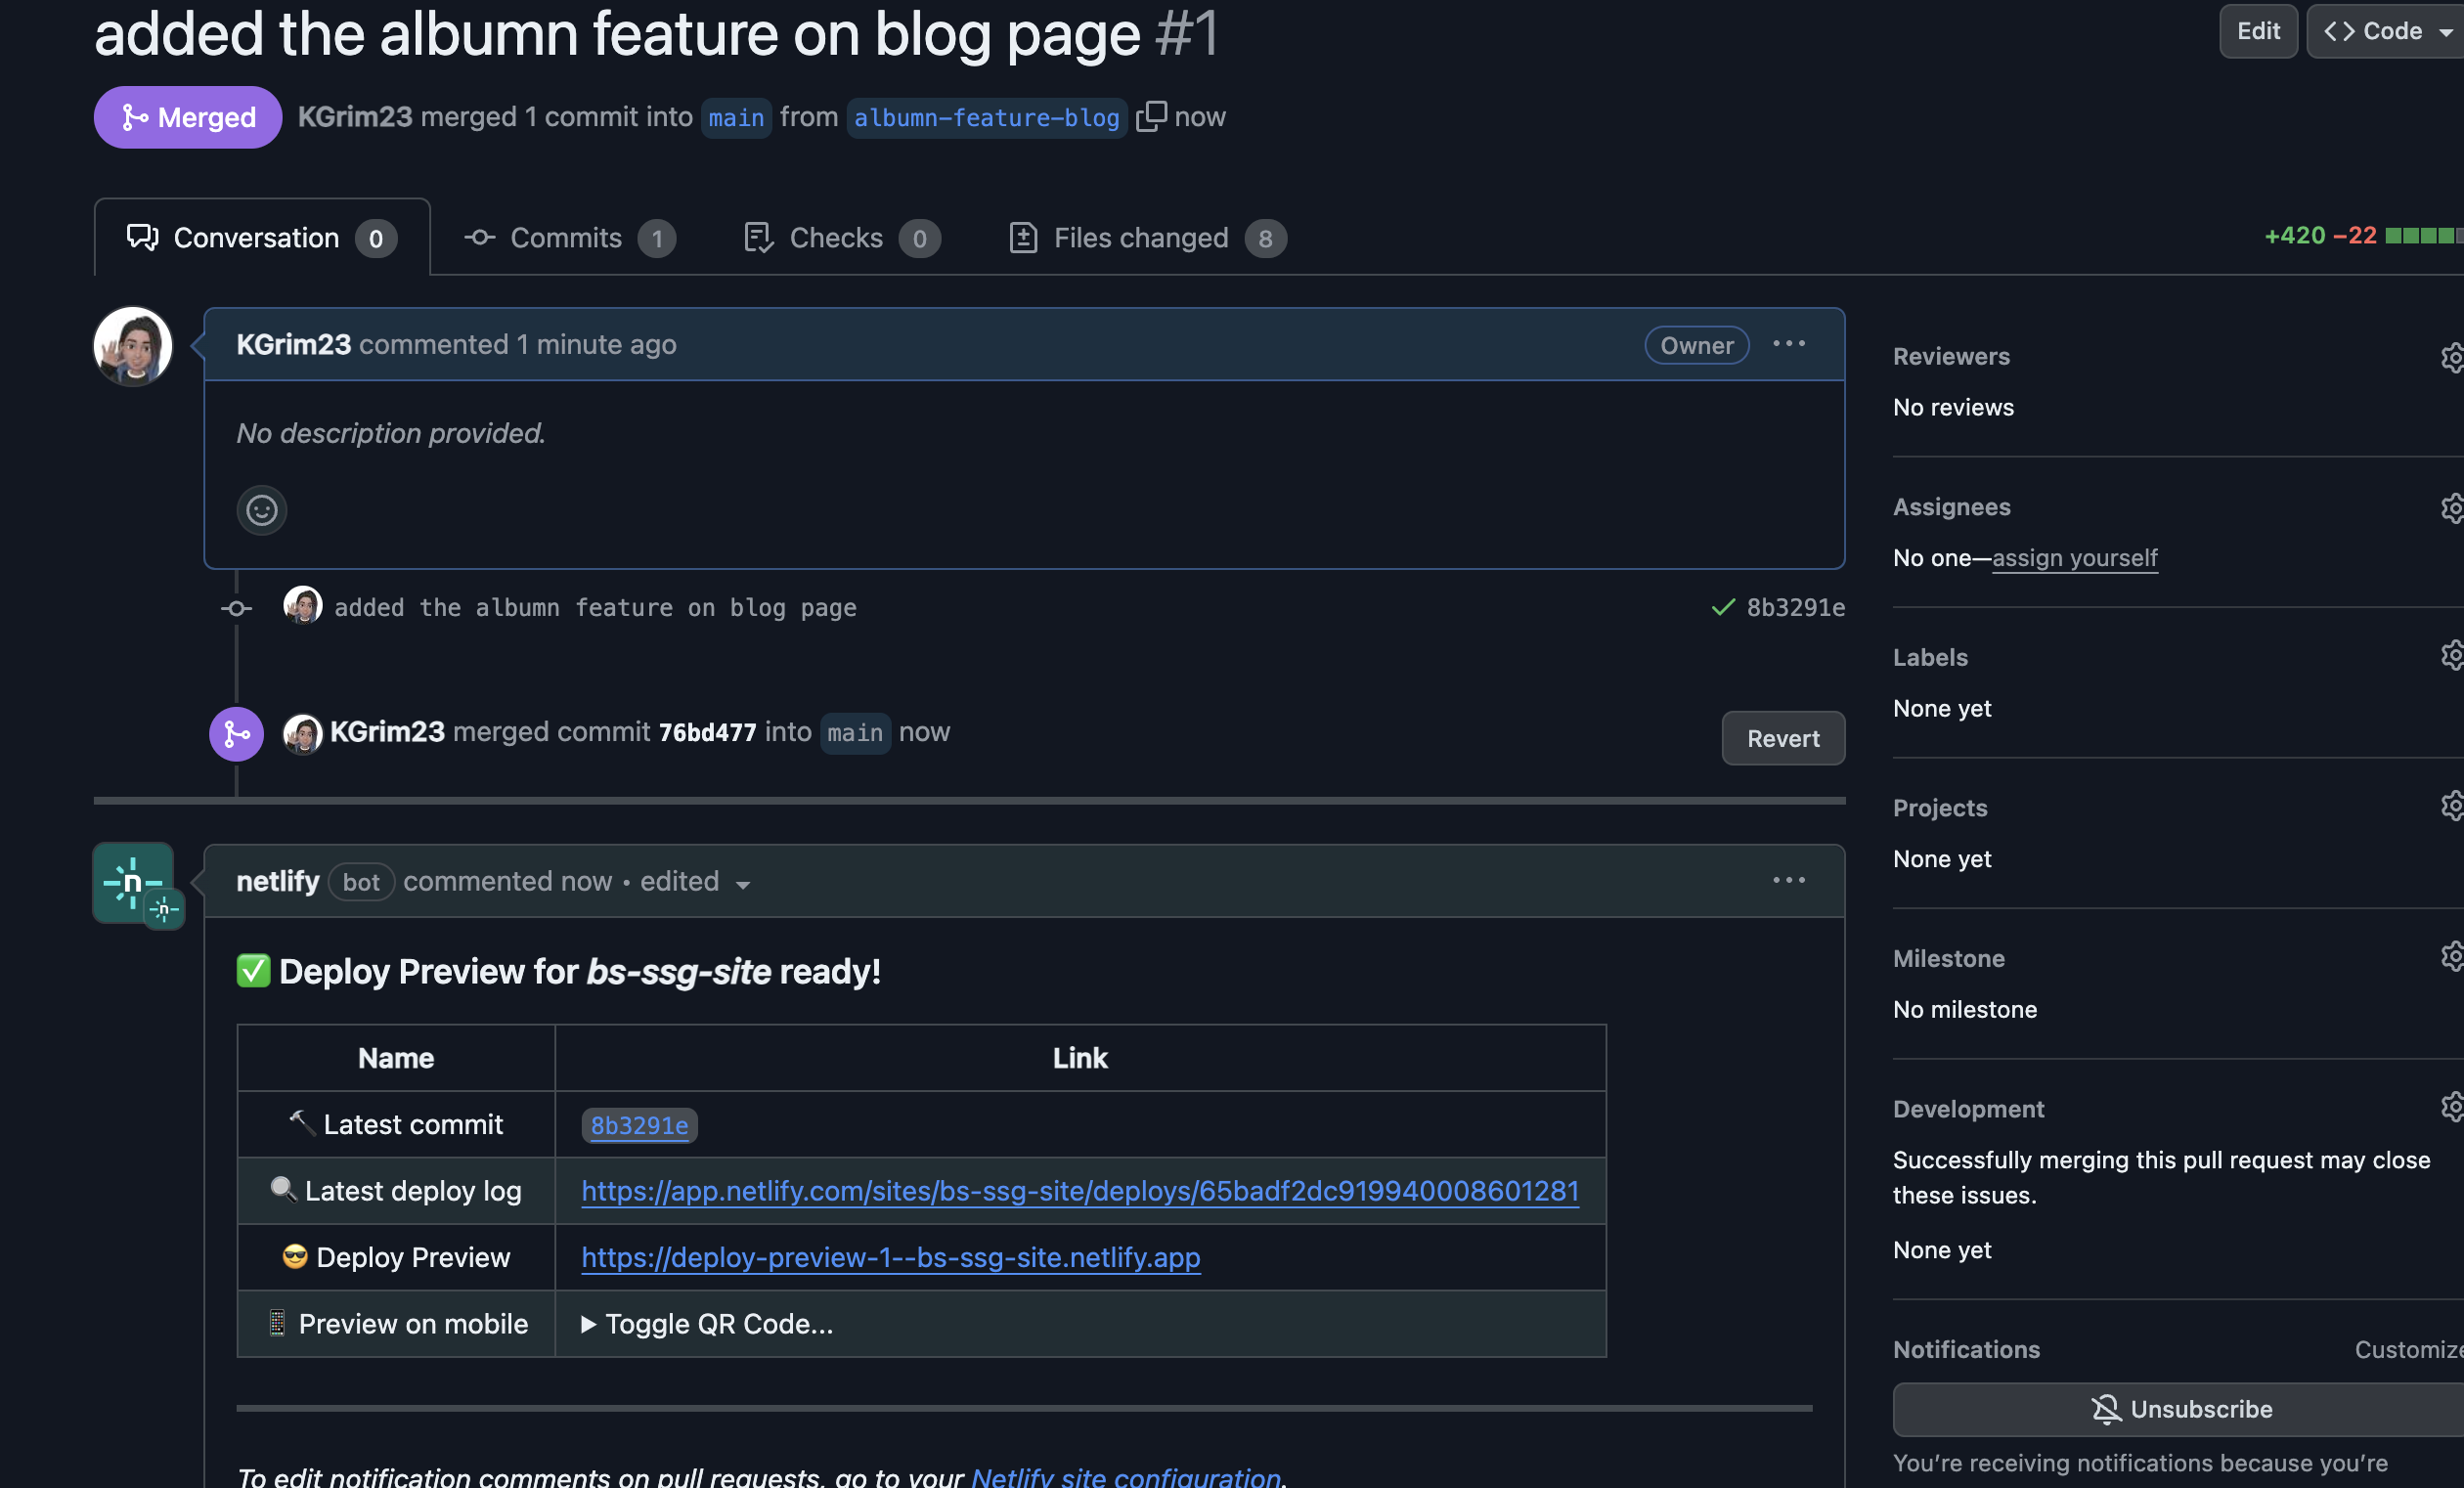 added the albumn feature on blog page #1
Edit
<> Code
Merged
KGrim23 merged 1 commit into main from albumn-feature-blog now
Conversation 0
Commits 1
Checks 0
Files changed 8
+420 −22
KGrim23 commented 1 minute ago
Owner
No description provided.
added the albumn feature on blog page
8b3291e
KGrim23 merged commit 76bd477 into main now
Revert
n
n
netlify bot commented now • edited
Deploy Preview for bs-ssg-site ready!
Name
Link
Latest commit
8b3291e
Latest deploy log
https://app.netlify.com/sites/bs-ssg-site/deploys/65badf2dc919940008601281
Deploy Preview
https://deploy-preview-1--bs-ssg-site.netlify.app
Preview on mobile
Toggle QR Code...
To edit notification comments on pull requests, go to your Netlify site configuration.
Reviewers
No reviews
Assignees
No one—assign yourself
Labels
None yet
Projects
None yet
Milestone
No milestone
Development
Successfully merging this pull request may close
these issues.
None yet
Notifications
Customize
Unsubscribe
You’re receiving notifications because you’re